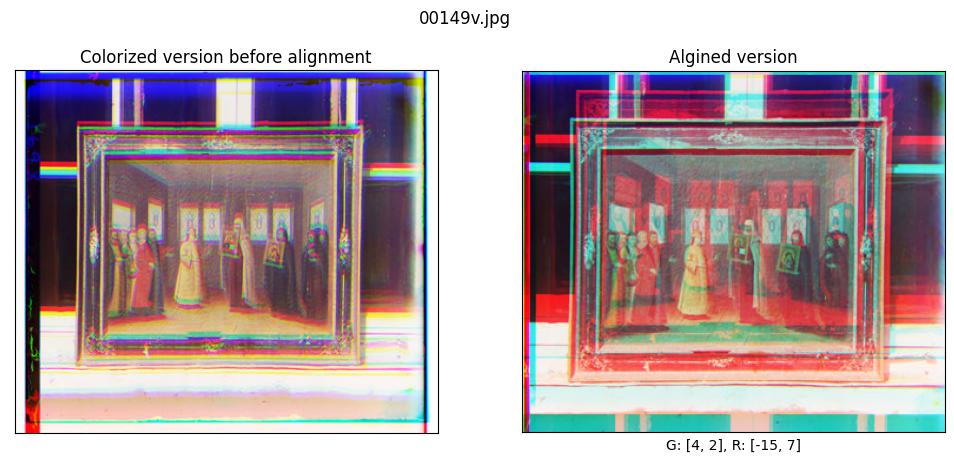 00149v.jpg
Colorized version before alignment
Algined version
G: [4, 2], R: [-15, 7]